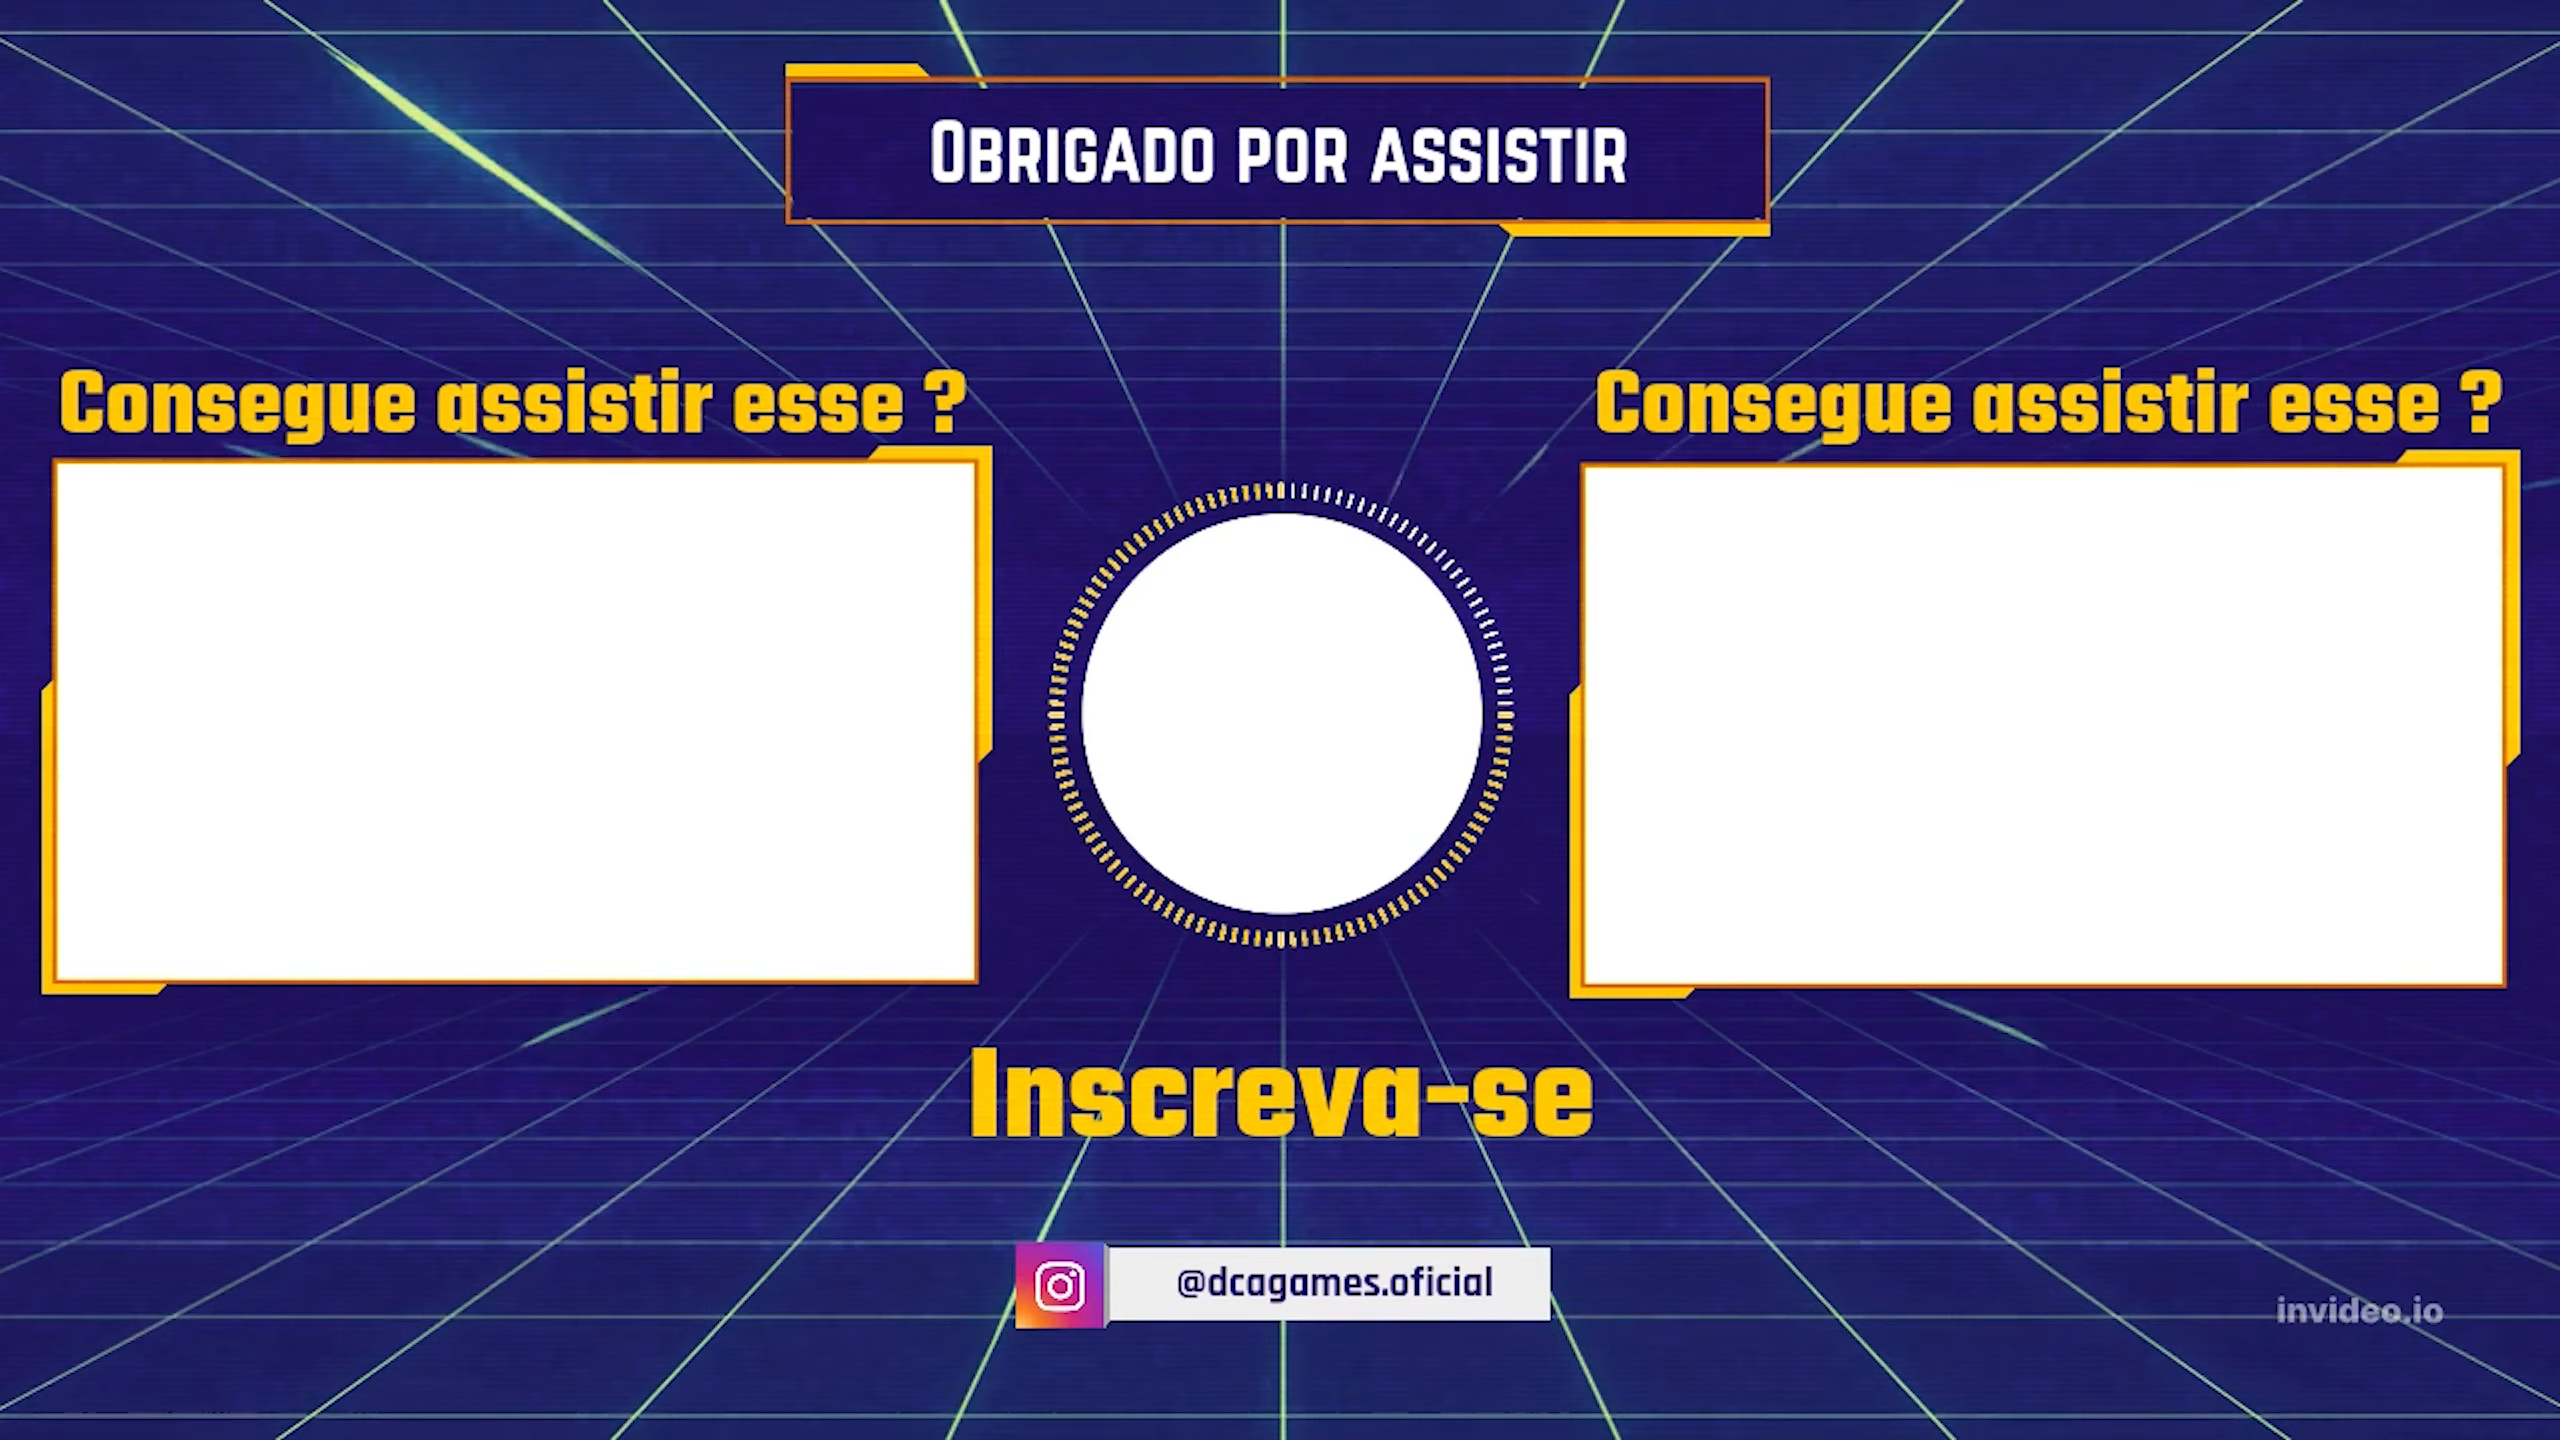 Obrigado por assistir
Consegue assistir esse ?
Consegue assistir esse ?
Inscreva-se
@dcagames.oficial
invideo.io